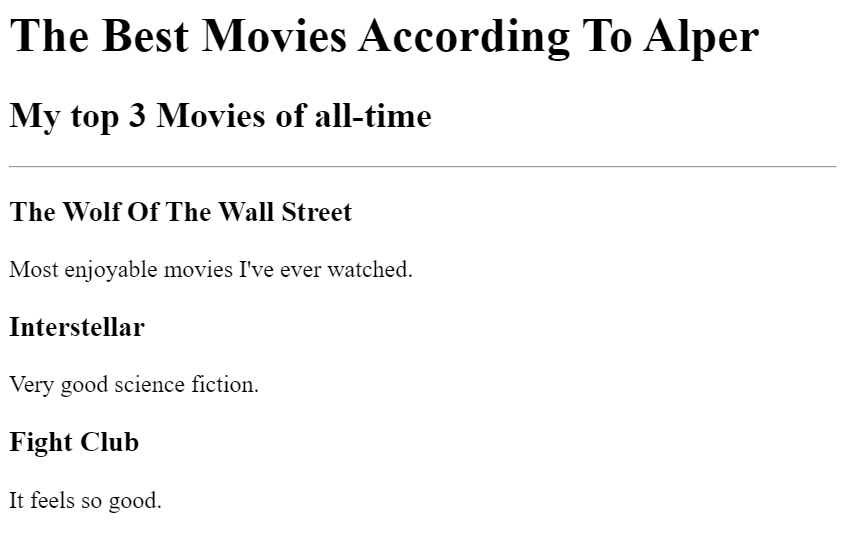 The Best Movies According To Alper
My top 3 Movies of all-time
The Wolf Of The Wall Street
Most enjoyable movies I've ever watched.
Interstellar
Very good science fiction.
Fight Club
It feels so good.